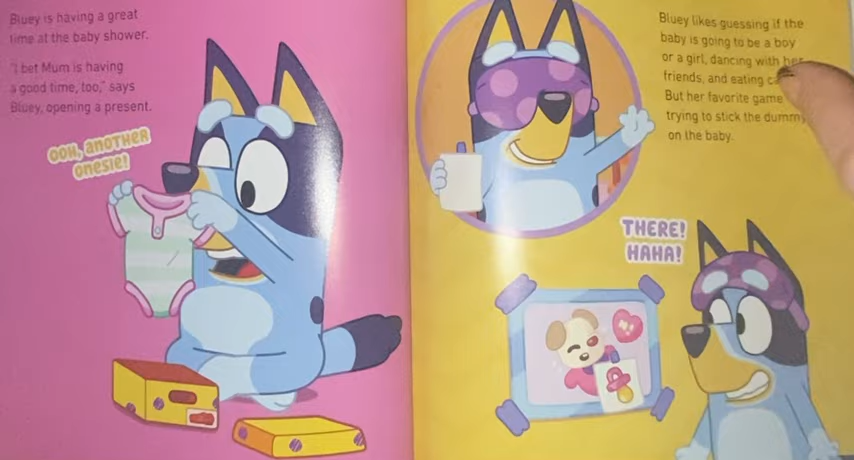 Bluey is having a great
time at the baby shower.
"I bet Mum is having
a good time, too," says
Bluey, opening a present.
OOH, ANOTHER
ONESIE!
Bluey likes guessing if the
baby is going to be a boy
or a girl, dancing with her
friends, and eating
But her favorite game
trying to stick the dummy
on the baby.
THERE!
HAHA!